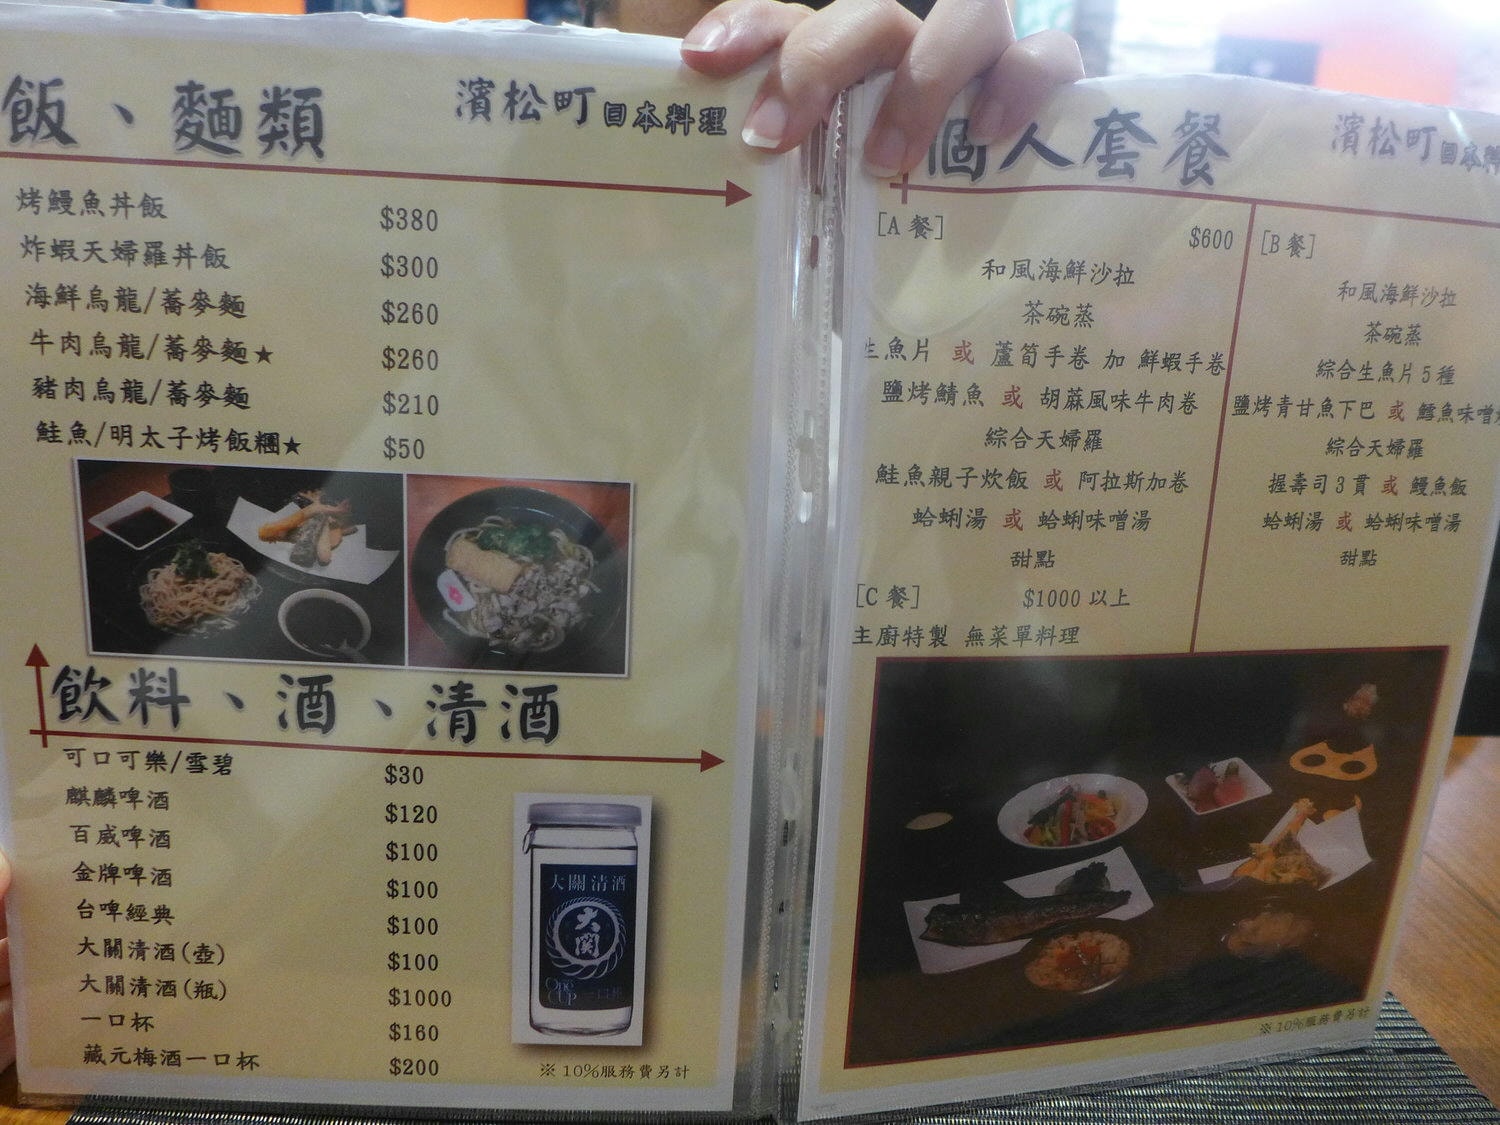 飯、麵類
濱松町 日本料理
烤鰻魚丼飯 $380
炸蝦天婦羅丼飯 $300
海鮮烏龍/蕎麥麵 $260
牛肉烏龍/蕎麥麵★ $260
豬肉烏龍/蕎麥麵 $210
鮭魚/明太子烤飯糰★ $50
飲料、酒、清酒
可口可樂/雪碧 $30
麒麟啤酒 $120
百威啤酒 $100
金牌啤酒 $100
台啤經典 $100
大關清酒(壺) $100
大關清酒(瓶) $1000
一口杯 $160
藏元梅酒一口杯 $200
大關清酒
大関
One CUP 一口杯
※ 10%服務費另計
個人套餐
濱松町 日本料
[A 餐] $600
和風海鮮沙拉
茶碗蒸
生魚片 或 蘆筍手卷 加 鮮蝦手卷
鹽烤鯖魚 或 胡蔴風味牛肉卷
綜合天婦羅
鮭魚親子炊飯 或 阿拉斯加卷
蛤蜊湯 或 蛤蜊味噌湯
甜點
[B 餐]
和風海鮮沙拉
茶碗蒸
綜合生魚片 5 種
鹽烤青甘魚下巴 或 鱈魚味噌
綜合天婦羅
握壽司 3 貫 或 鰻魚飯
蛤蜊湯 或 蛤蜊味噌湯
甜點
[C 餐] $1000 以上
主廚特製 無菜單料理
※ 10%服務費另計